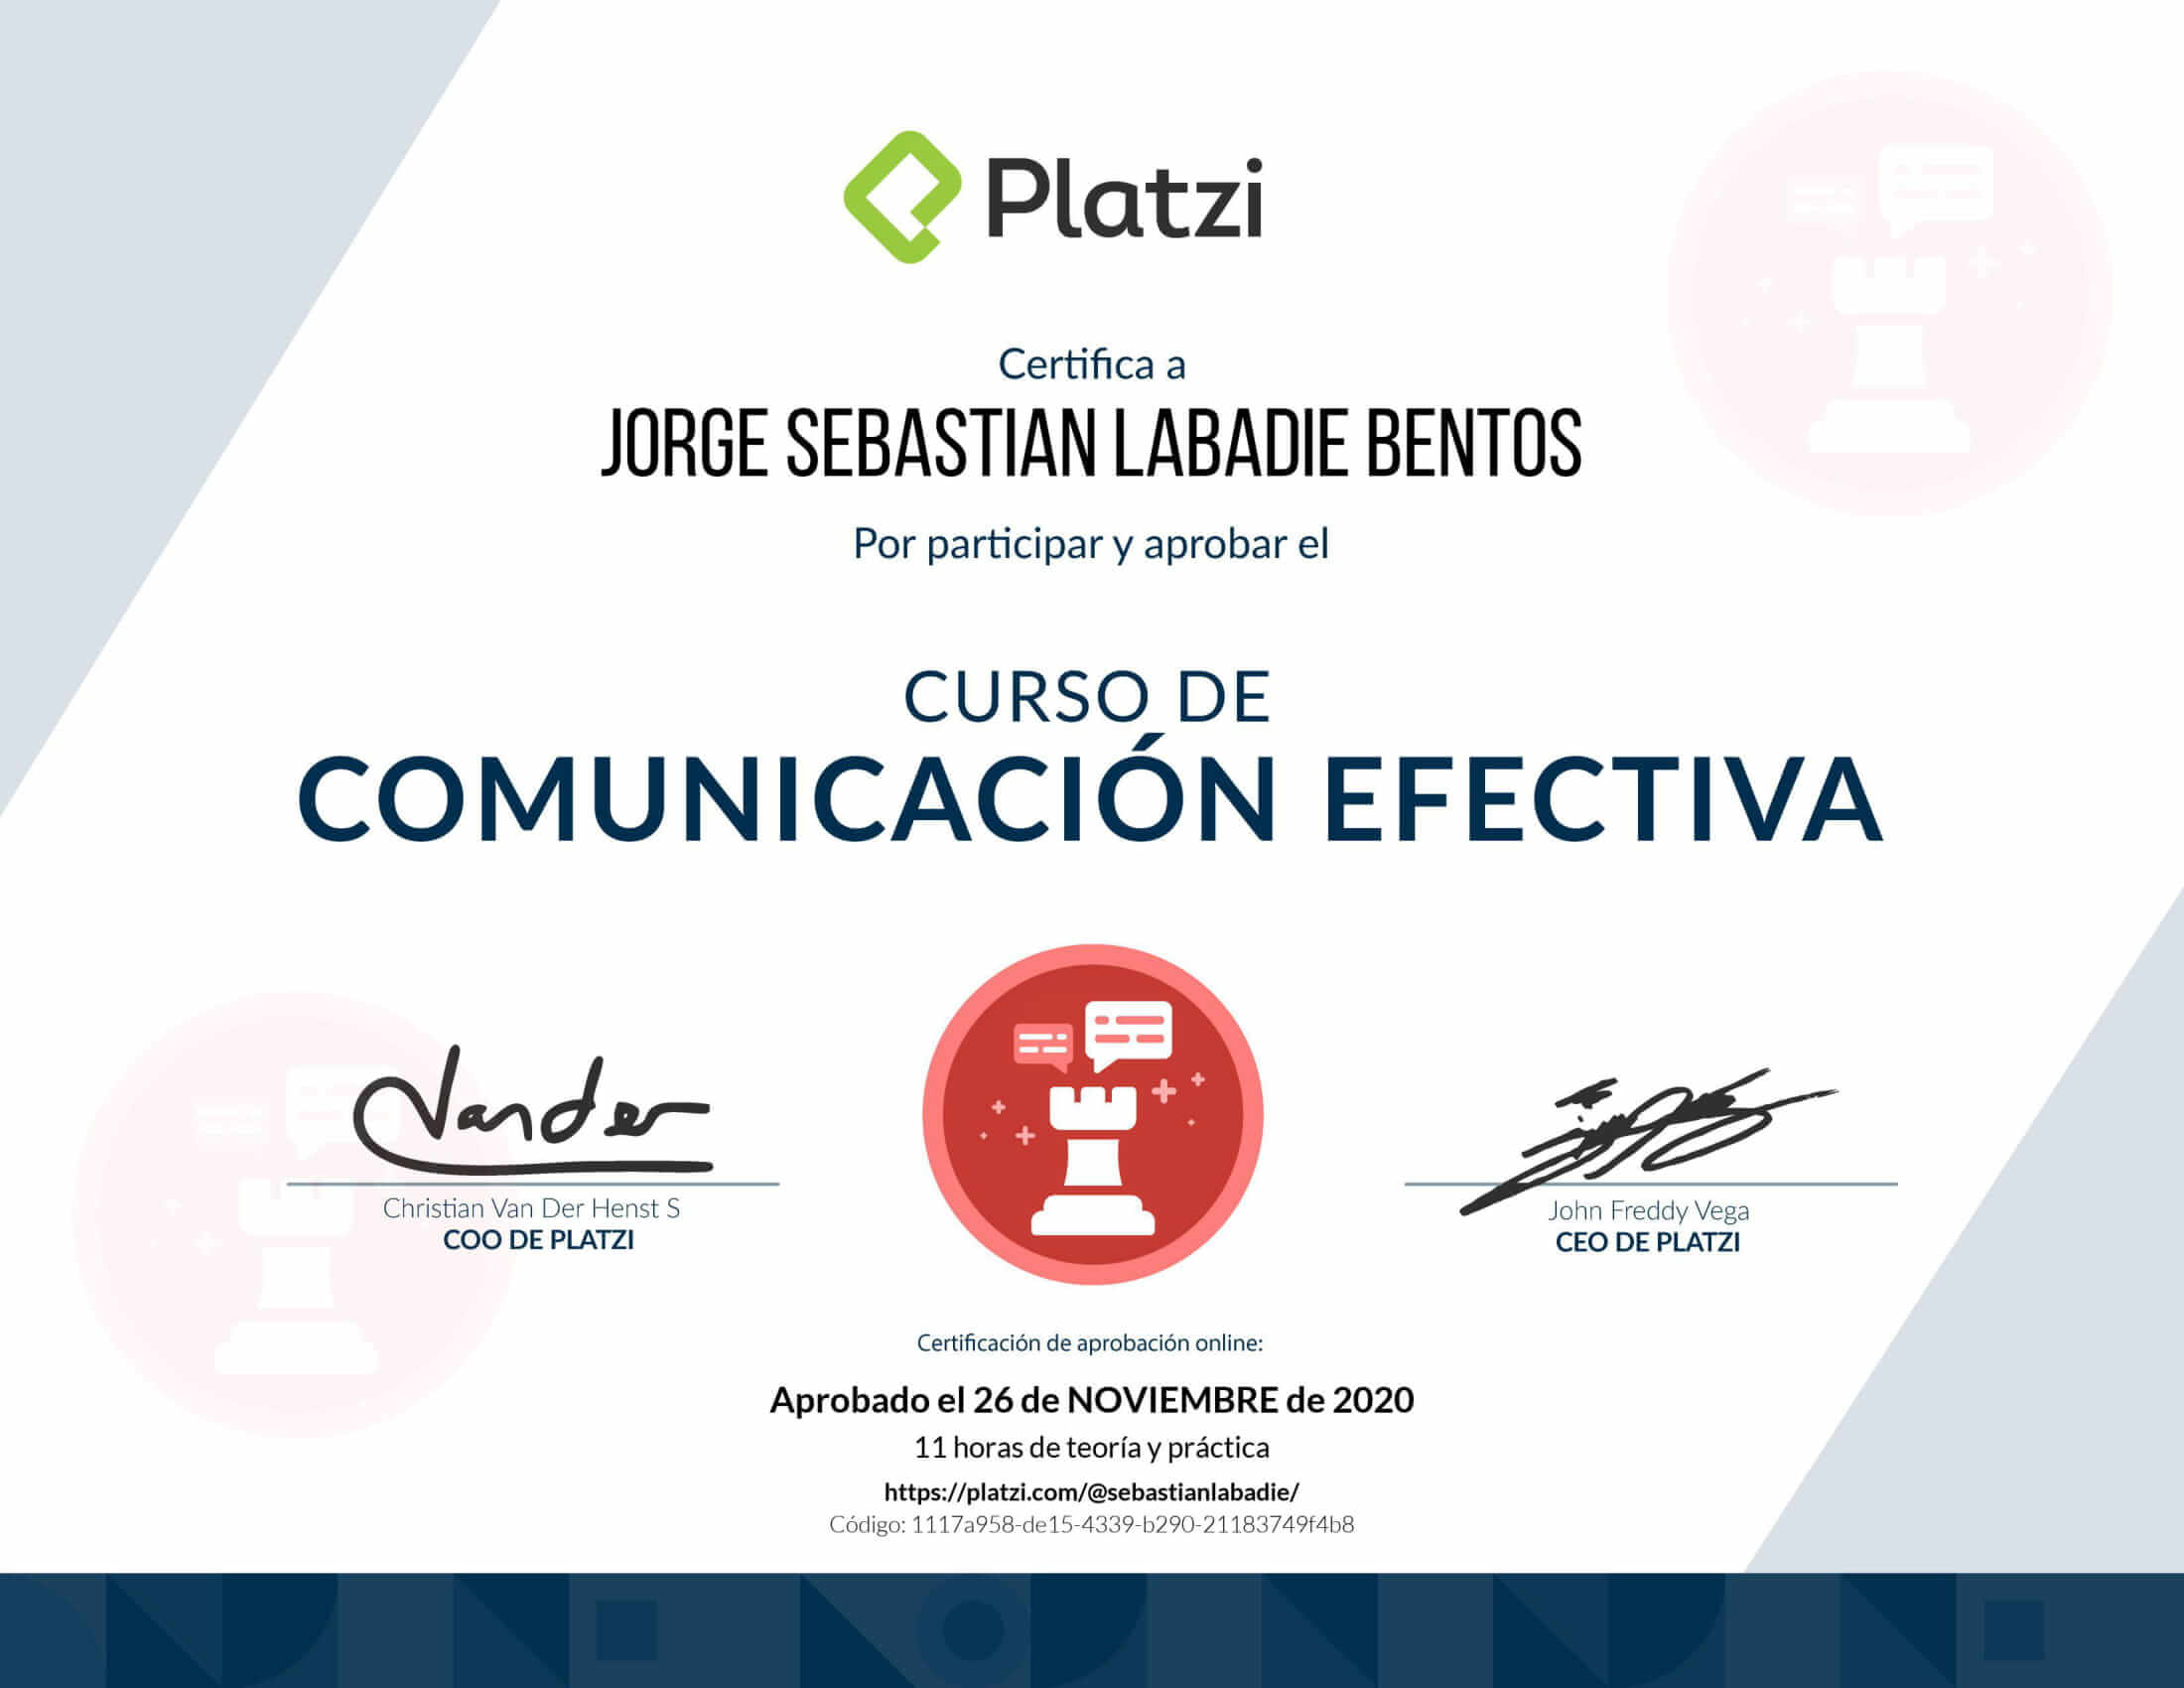 Platzi
Certifica a
JORGE SEBASTIAN LABADIE BENTOS
Por participar y aprobar el
CURSO DE
COMUNICACIÓN EFECTIVA
Vander
Christian Van Der Henst S
COO DE PLATZI
John Freddy Vega
CEO DE PLATZI
Certificación de aprobación online:
Aprobado el 26 de NOVIEMBRE de 2020
11 horas de teoría y práctica
https://platzi.com/@sebastianlabadie/
Código: 1117a958-de15-4339-b290-21183749f4b8